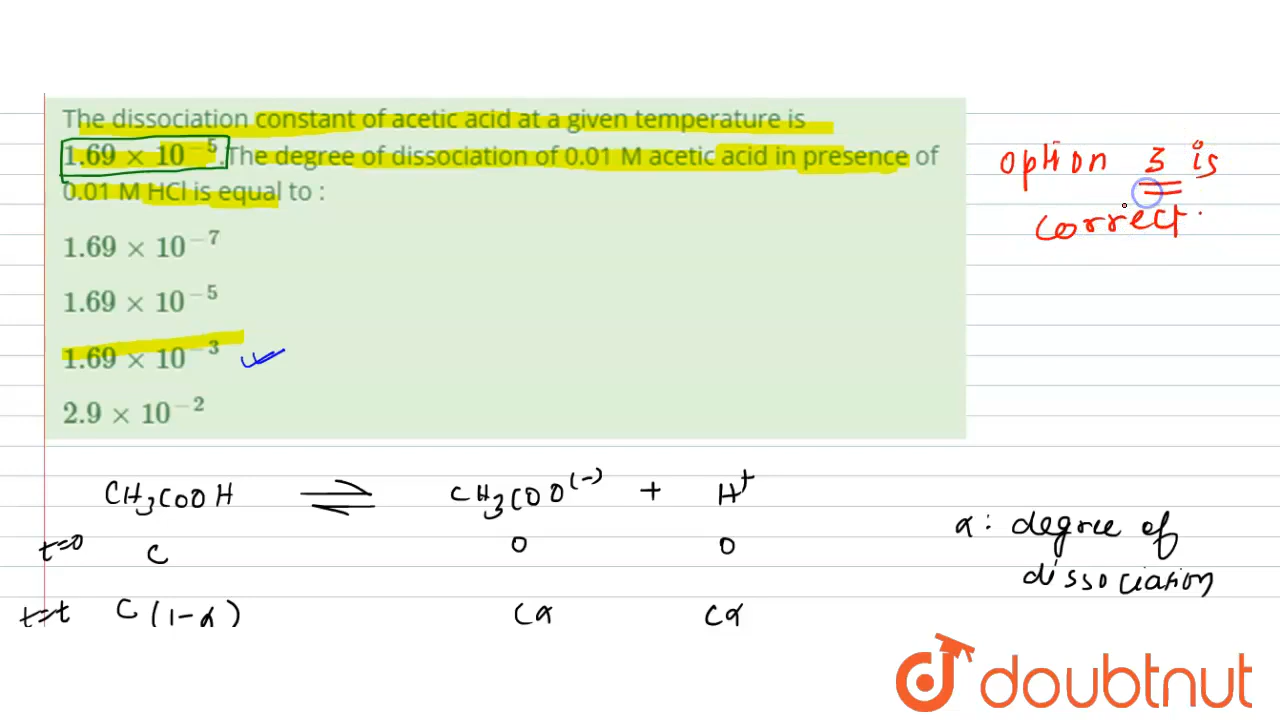 The dissociation constant of acetic acid at a given temperature is
1.69 × 10⁻⁵.The degree of dissociation of 0.01 M acetic acid in presence of
0.01 M HCl is equal to :
1.69 × 10⁻⁷
1.69 × 10⁻⁵
1.69 × 10⁻³
2.9 × 10⁻²
option 3 is
correct.
CH₃COOH ⇌ CH₃COO⁽⁻⁾ + H⁺
t=0 C 0 0
t=t C(1-α) Cα Cα
α: degree of
dissociation
doubtnut